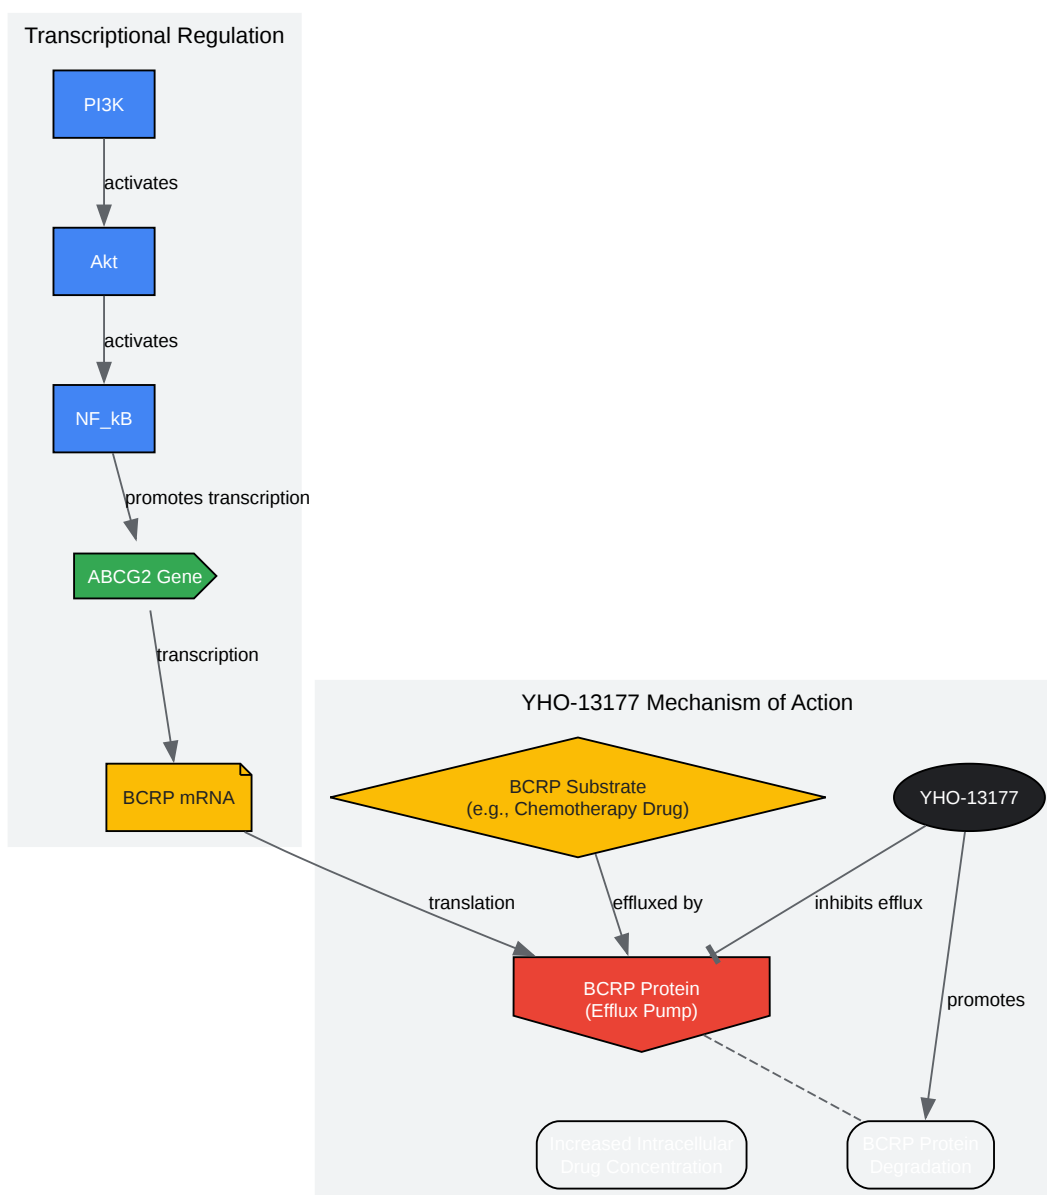 Transcriptional Regulation
PI3K
activates
Akt
activates
NF_kB
promotes transcription
ABCG2 Gene
transcription
BCRP mRNA
YHO-13177 Mechanism of Action
BCRP Substrate
(e.g., Chemotherapy Drug)
YHO-13177
translation
effluxed by
inhibits efflux
BCRP Protein
(Efflux Pump)
promotes
Increased Intracellular
Drug Concentration
BCRP Protein
Degradation